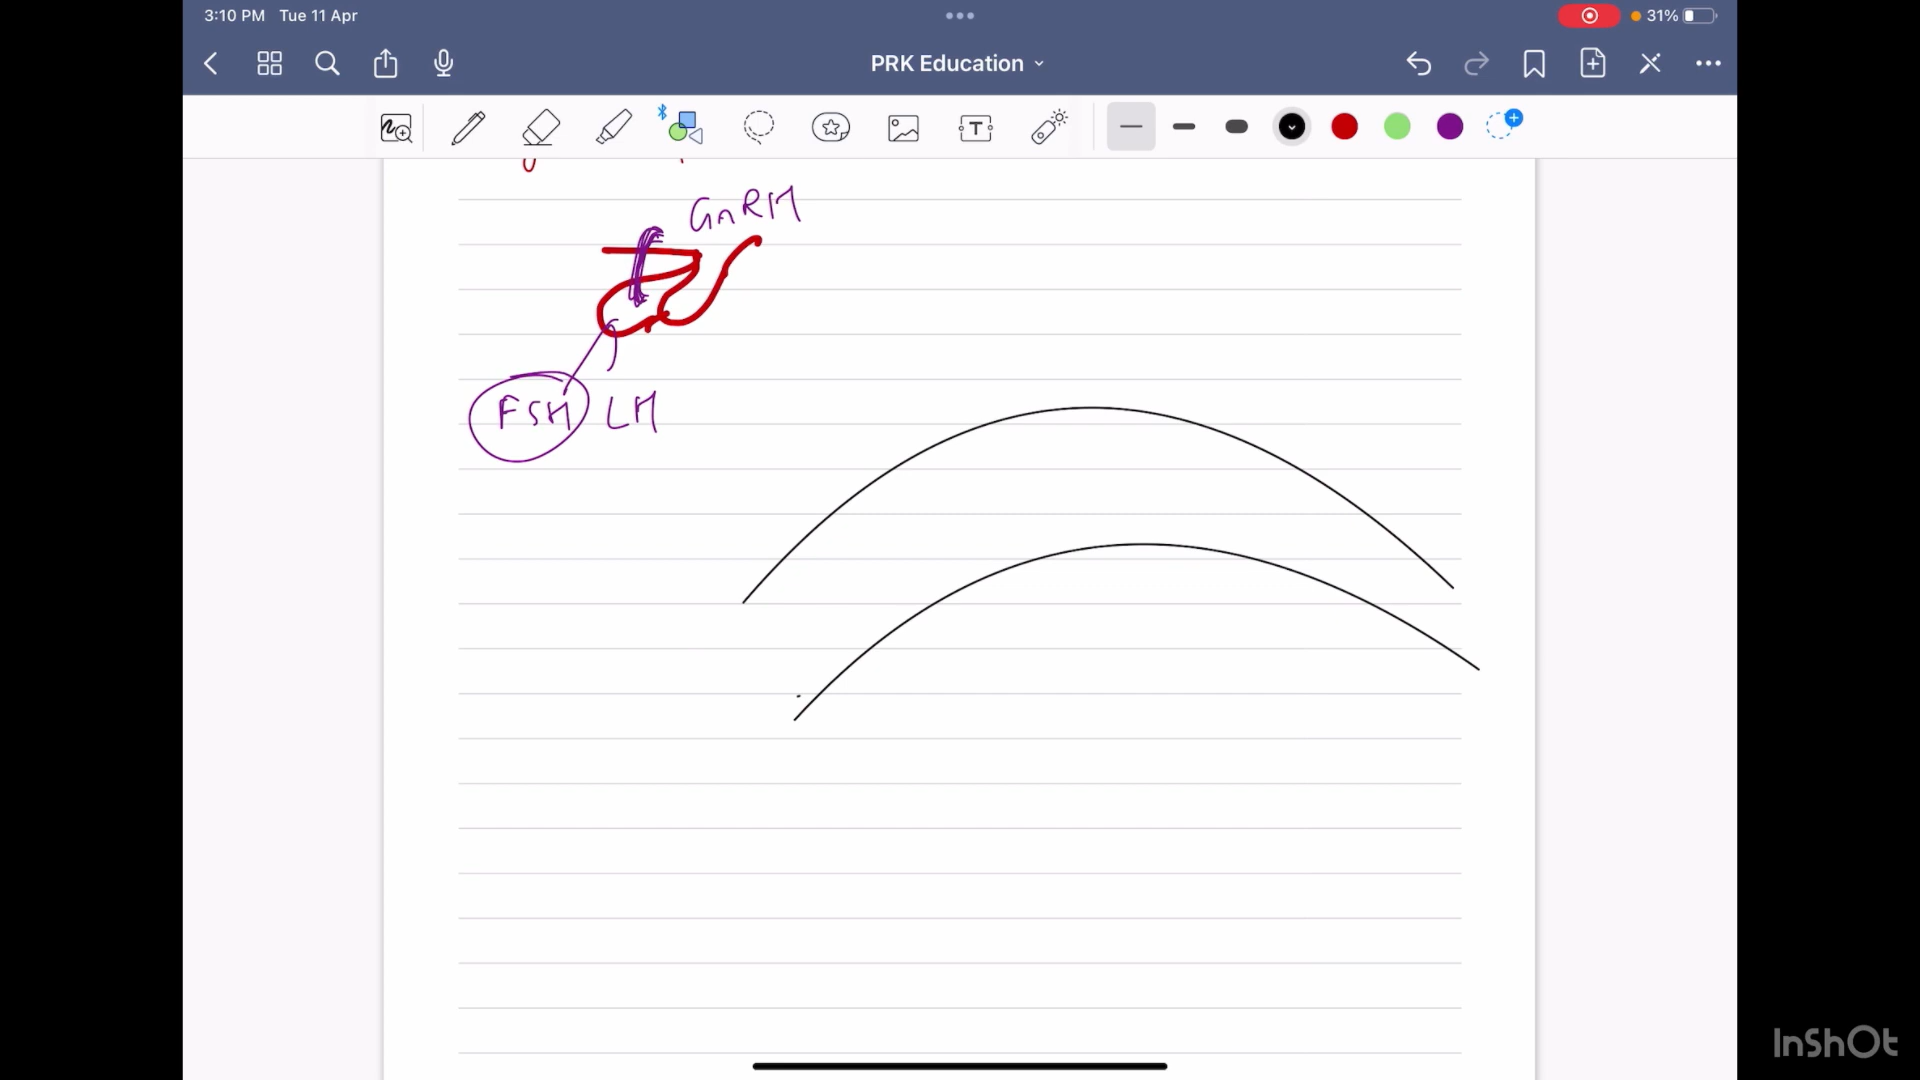 3:10 PM Tue 11 Apr
31%
PRK Education
T
GnRH
FSH LH
InShOt